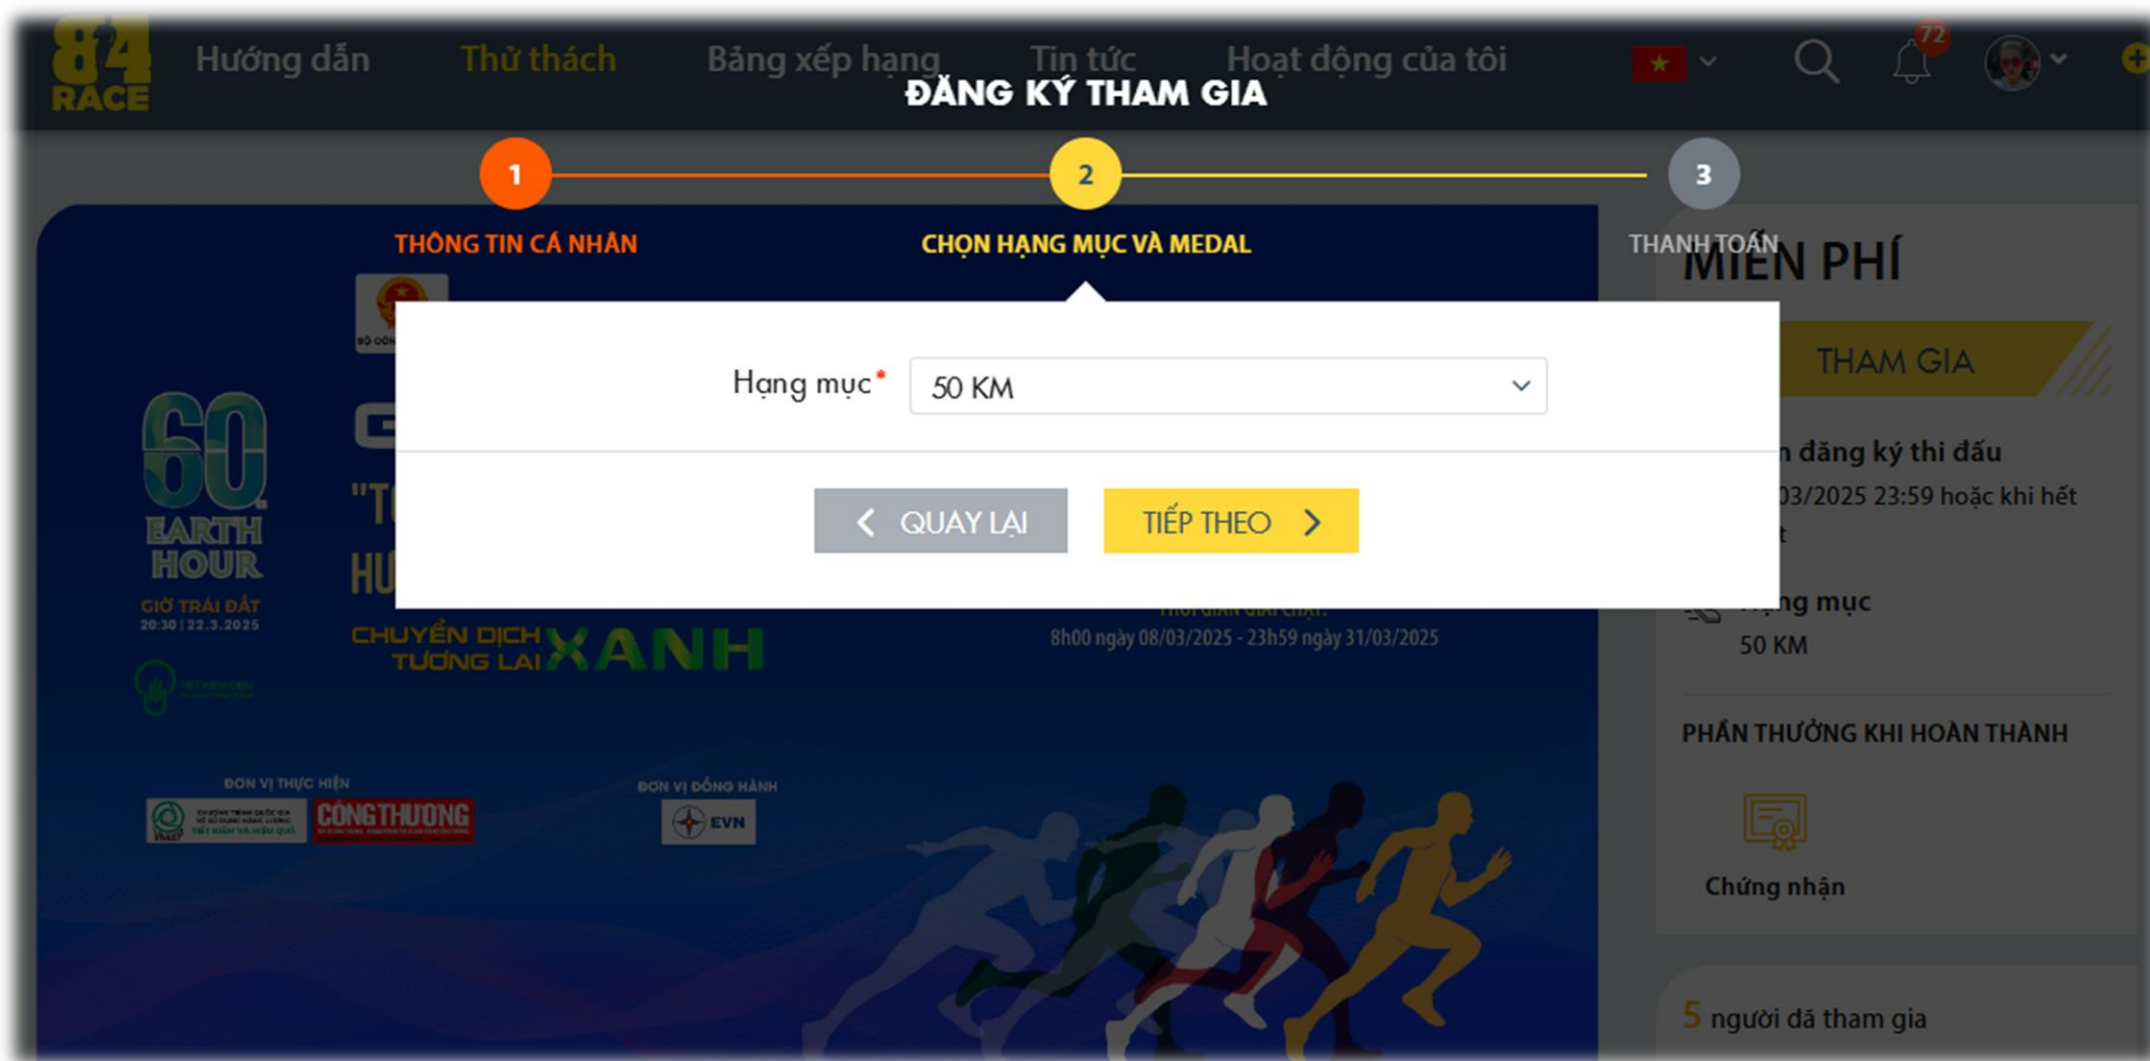 84
RACE
Hướng dẫn
Thử thách
Bảng xếp hạng
Tin tức
Hoạt động của tôi
72
ĐĂNG KÝ THAM GIA
1
2
3
THÔNG TIN CÁ NHÂN
CHỌN HẠNG MỤC VÀ MEDAL
THANH TOÁN
MIỄN PHÍ
THAM GIA
Hạng mục*
50 KM
QUAY LẠI
TIẾP THEO
đăng ký thi đấu
03/2025 23:59 hoặc khi hết
mục
50 KM
PHẦN THƯỞNG KHI HOÀN THÀNH
Chứng nhận
5 người đã tham gia
60
EARTH
HOUR
GIỜ TRÁI ĐẤT
20:30 | 22.3.2025
CHUYỂN DỊCH
TƯƠNG LAI XANH
8h00 ngày 08/03/2025 - 23h59 ngày 31/03/2025
ĐƠN VỊ THỰC HIỆN
CÔNG THƯƠNG
ĐƠN VỊ ĐỒNG HÀNH
EVN